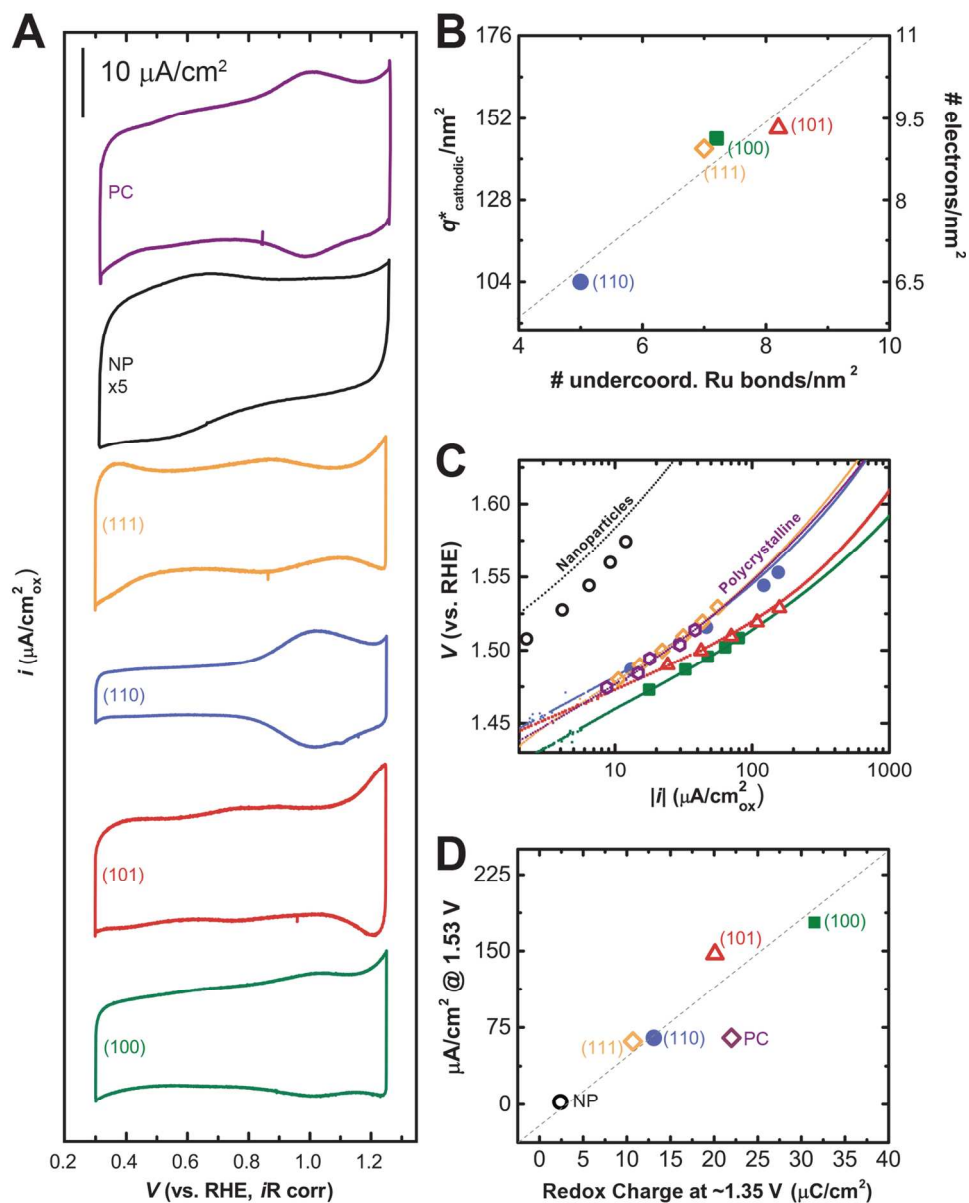 A
10 μA/cm²
PC
NP
x5
(111)
(110)
(101)
(100)
i (μA/cm²ox)
0.2 0.4 0.6 0.8 1.0 1.2
V (vs. RHE, iR corr)
B
176
152
128
104
q*cathodic/nm²
11
9.5
8
6.5
# electrons/nm²
(101)
(100)
(111)
(110)
4 6 8 10
# undercoord. Ru bonds/nm²
C
1.60
1.55
1.50
1.45
V (vs. RHE)
Nanoparticles
Polycrystalline
10 100 1000
|i| (μA/cm²ox)
D
225
150
75
0
μA/cm² @ 1.53 V
(101)
(100)
(111)
(110)
PC
NP
0 5 10 15 20 25 30 35 40
Redox Charge at ~1.35 V (μC/cm²)